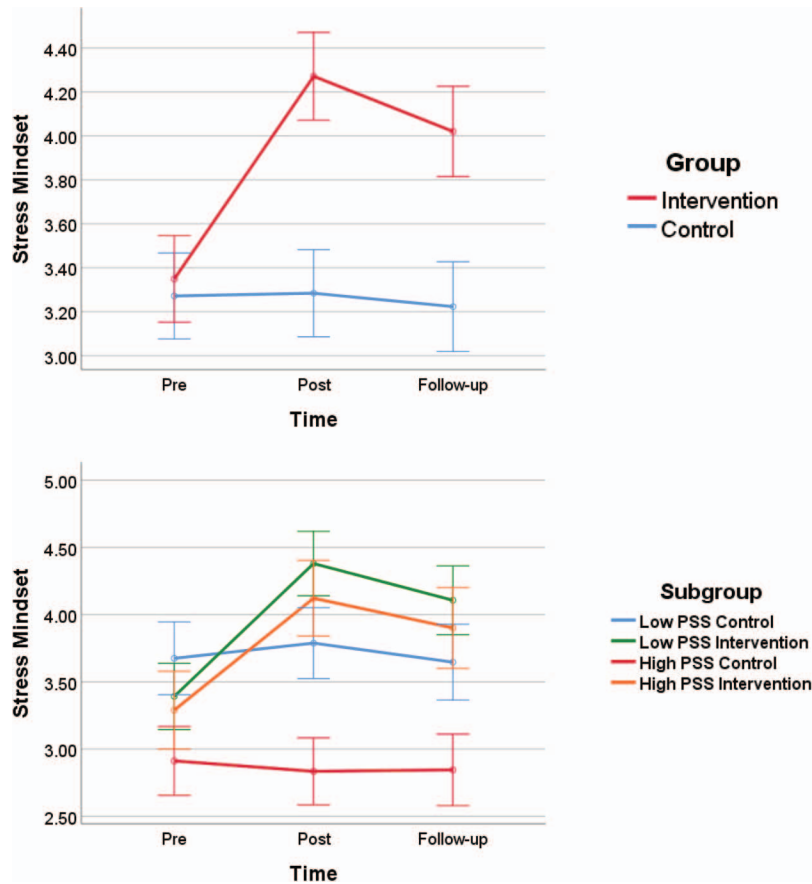 4.40
4.20
4.00
3.80
3.60
3.40
3.20
3.00
Stress Mindset
Pre
Post
Follow-up
Time
Group
Intervention
Control
5.00
4.50
4.00
3.50
3.00
2.50
Stress Mindset
Pre
Post
Follow-up
Time
Subgroup
Low PSS Control
Low PSS Intervention
High PSS Control
High PSS Intervention